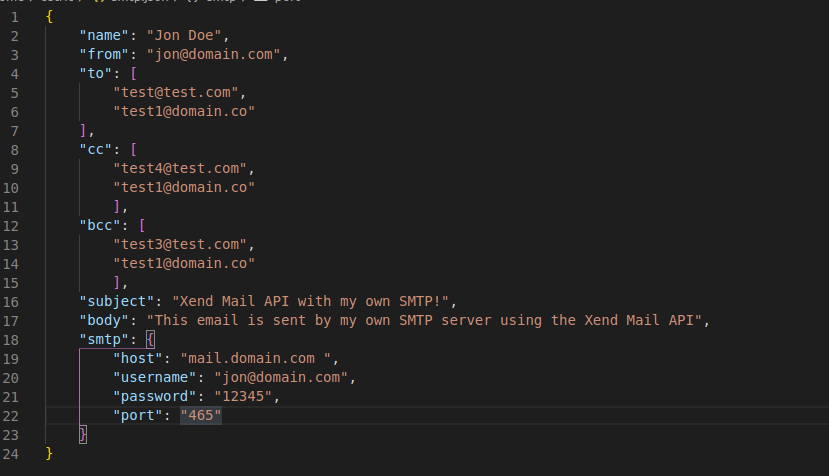 1 {
2 "name": "Jon Doe",
3 "from": "jon@domain.com",
4 "to": [
5 "test@test.com",
6 "test1@domain.co"
7 ],
8 "cc": [
9 "test4@test.com",
10 "test1@domain.co"
11 ],
12 "bcc": [
13 "test3@test.com",
14 "test1@domain.co"
15 ],
16 "subject": "Xend Mail API with my own SMTP!",
17 "body": "This email is sent by my own SMTP server using the Xend Mail API",
18 "smtp": {
19 "host": "mail.domain.com ",
20 "username": "jon@domain.com",
21 "password": "12345",
22 "port": "465"
23 }
24 }